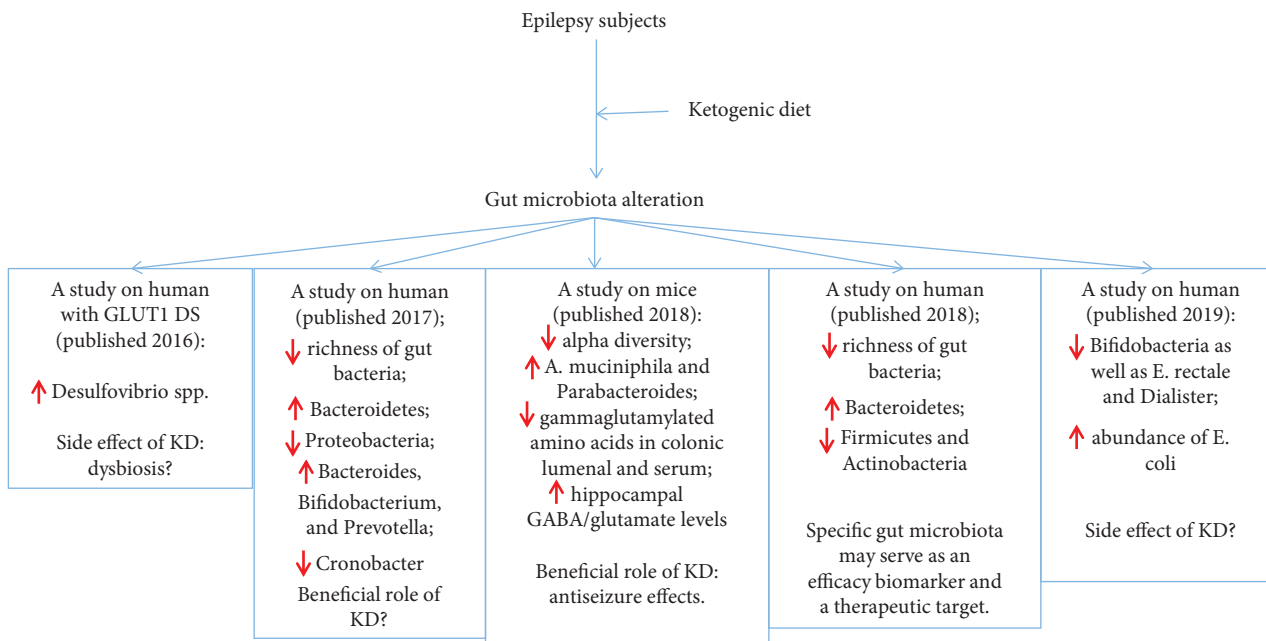 Epilepsy subjects
Ketogenic diet
Gut microbiota alteration
A study on human
with GLUT1 DS
(published 2016):
Desulfovibrio spp.
Side effect of KD:
dysbiosis?
A study on human
(published 2017);
richness of gut
bacteria;
Bacteroidetes;
Proteobacteria;
Bacteroides,
Bifidobacterium,
and Prevotella;
Cronobacter
Beneficial role of
KD?
A study on mice
(published 2018):
alpha diversity;
A. muciniphila and
Parabacteroides;
gammaglutamylated
amino acids in colonic
lumenal and serum;
hippocampal
GABA/glutamate levels
Beneficial role of KD:
antiseizure effects.
A study on human
(published 2018);
richness of gut
bacteria;
Bacteroidetes;
Firmicutes and
Actinobacteria
Specific gut microbiota
may serve as an
efficacy biomarker and
a therapeutic target.
A study on human
(published 2019):
Bifidobacteria as
well as E. rectale
and Dialister;
abundance of E.
coli
Side effect of KD?